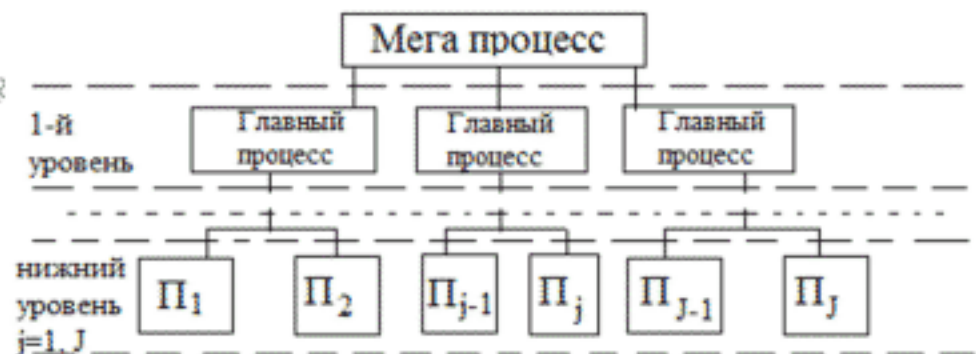 Мега процесс
1-й
уровень
Главный
процесс
Главный
процесс
Главный
процесс
нижний
уровень
j=1, J
П1
П2
Пj-1
Пj
ПJ-1
ПJ